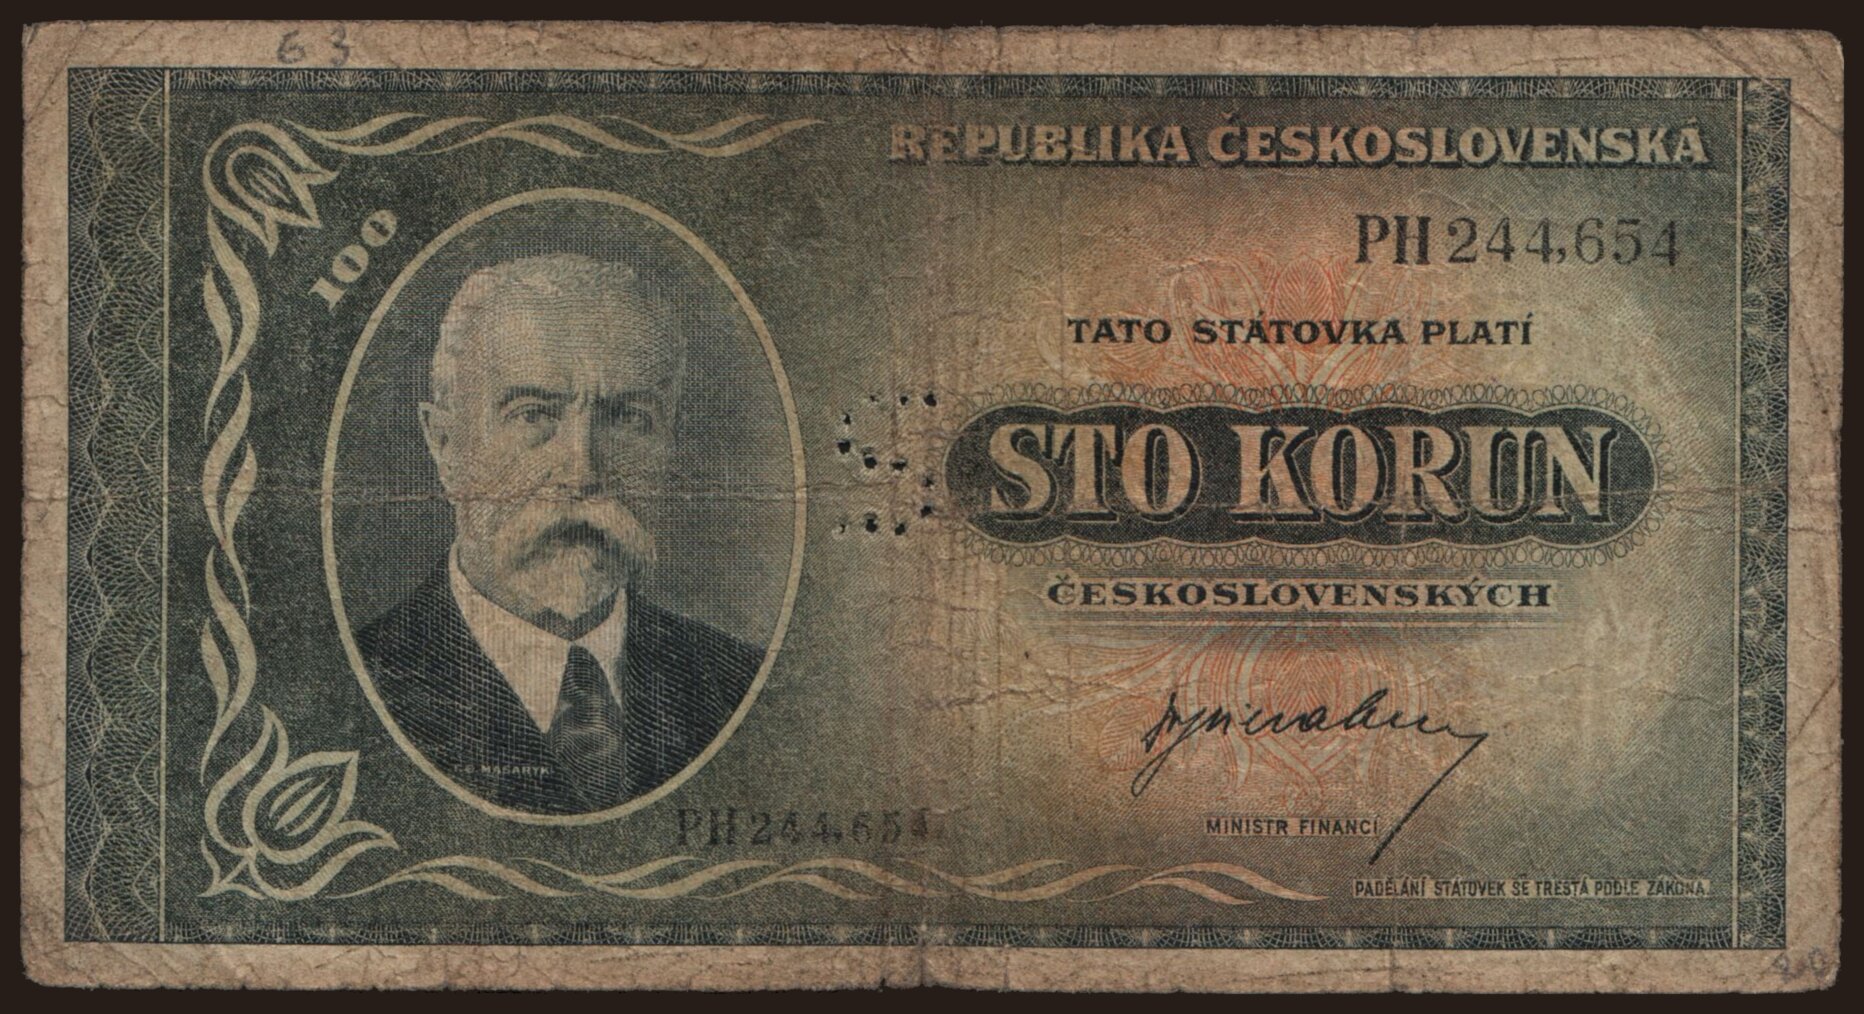 63
REPUBLIKA ČESKOSLOVENSKÁ
100
PH 244,654
TATO STÁTOVKA PLATÍ
STO KORUN
ČESKOSLOVENSKÝCH
T. G. MASARYK
PH 244,654
MINISTR FINANCÍ
PADĚLÁNÍ STÁTOVEK SE TRESTÁ PODLE ZÁKONA.